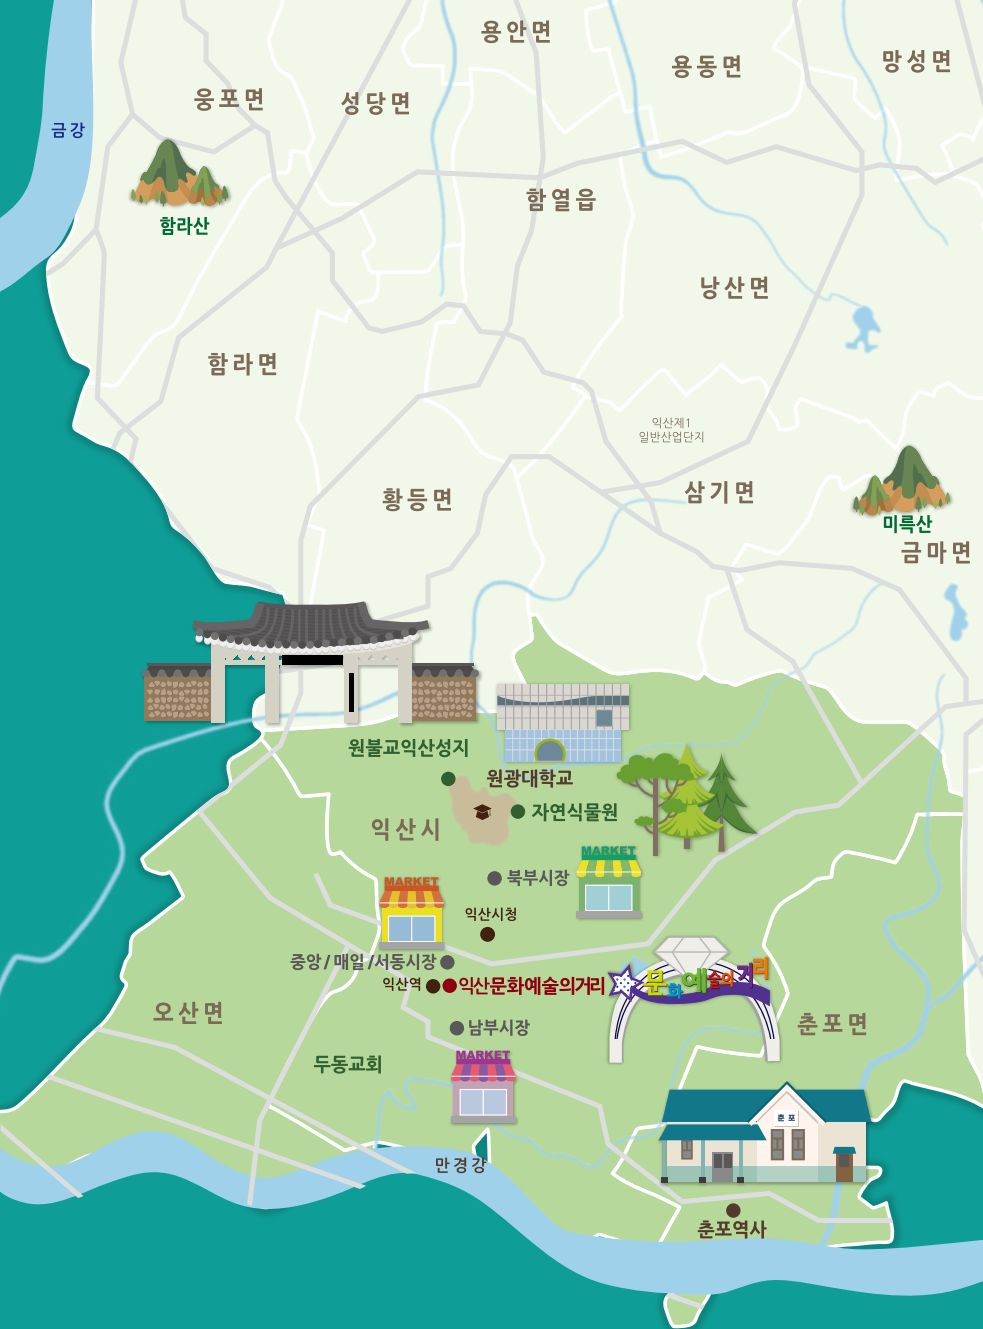 용안면
용동면
망성면
웅포면
성당면
금강
함열읍
함라산
낭산면
함라면
익산제1
일반산업단지
황등면
삼기면
미륵산
금마면
원불교익산성지
원광대학교
자연식물원
익산시
MARKET
북부시장
MARKET
익산시청
중앙/매일/서동시장
익산역
익산문화예술의거리
문화예술의거리
오산면
춘포면
남부시장
MARKET
두동교회
춘포
만경강
춘포역사